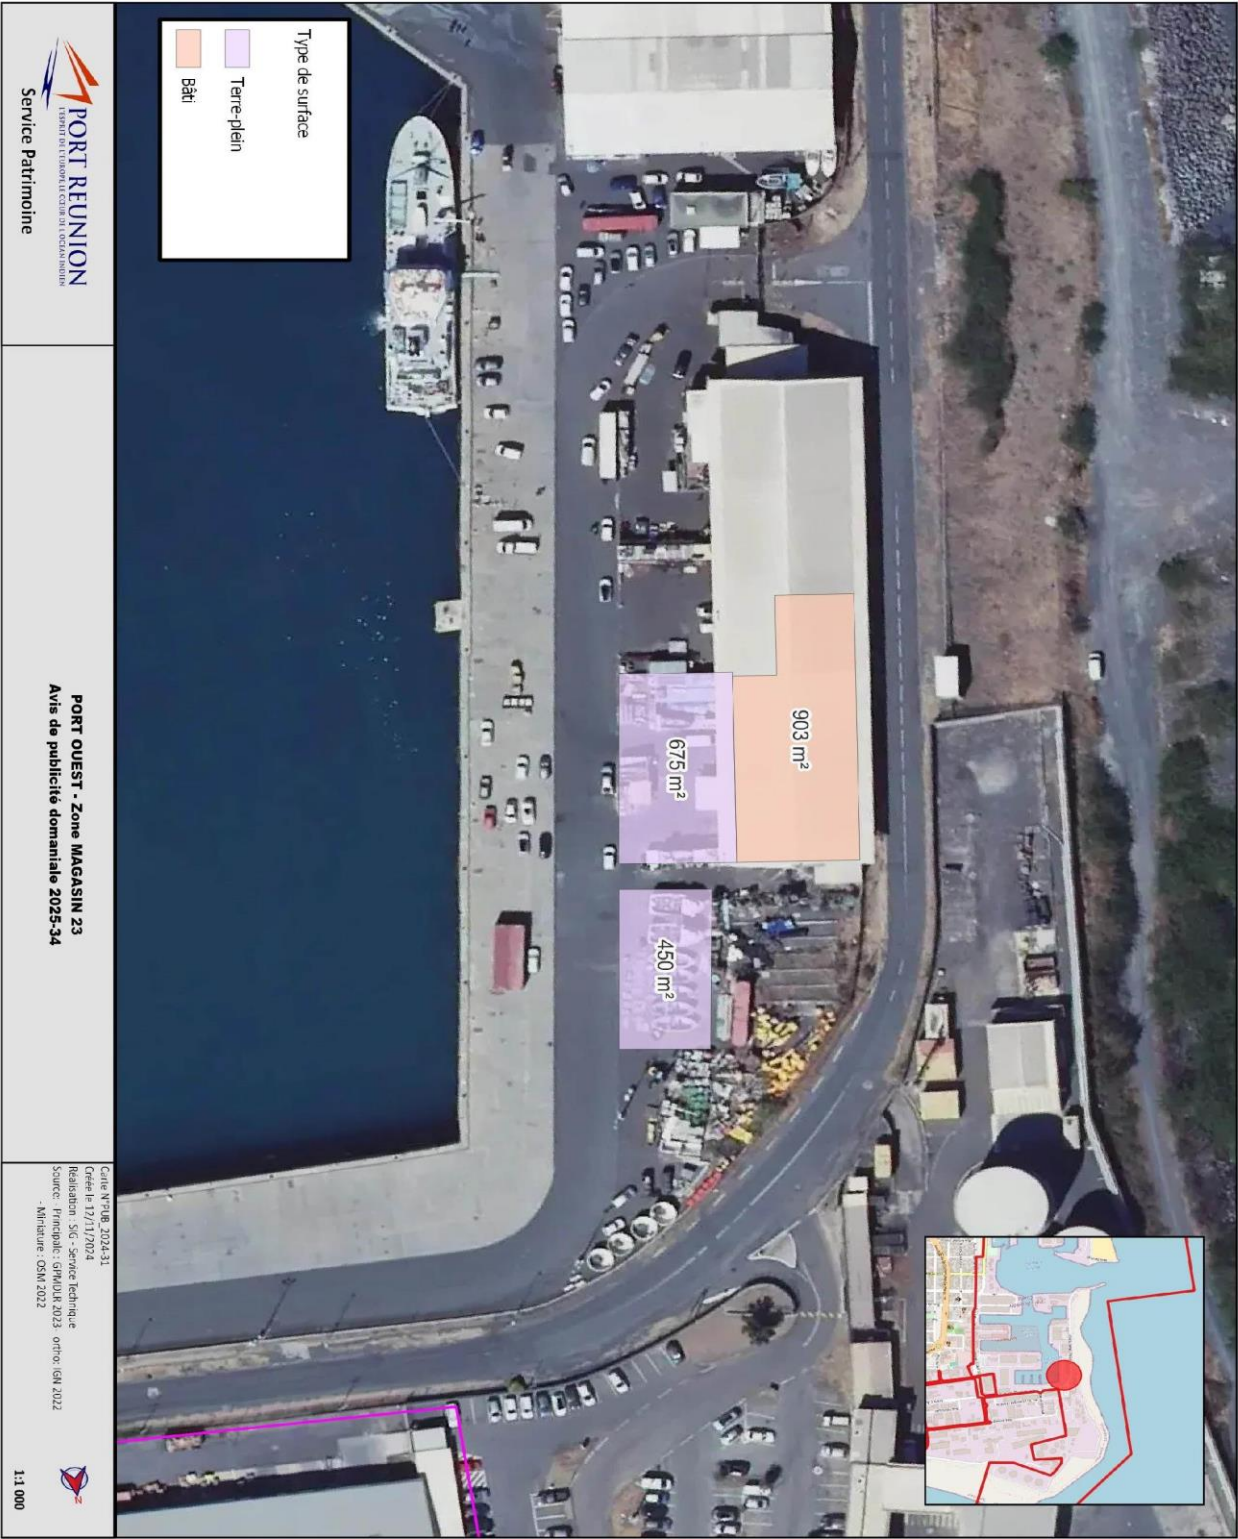 Type de surface
Terre-plein
Bâti
903 m²
675 m²
450 m²
PORT REUNION
L'ESPRIT DE L'EUROPE, LE CŒUR DE L'OCEAN INDIEN
Service Patrimoine
PORT OUEST - Zone MAGASIN 23
Avis de publicité domaniale 2025-34
Carte N°PUB_2024-31
Créée le 12/11/2024
Réalisation : SIG - Service Technique
Source: - Principale : GPMDLR 2023 - ortho: IGN 2022
- Miniature : OSM 2022
N
1:1 000